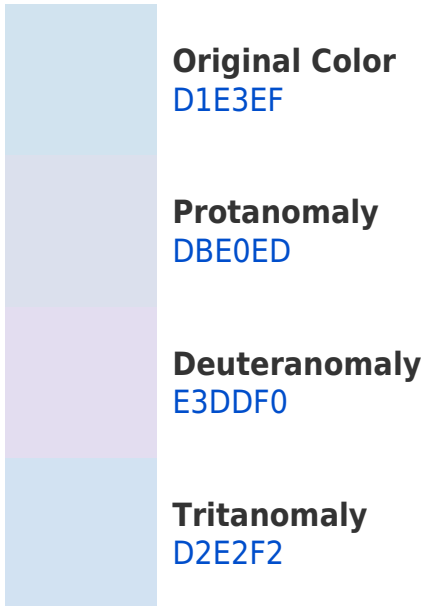 Original Color
D1E3EF
Protanomaly
DBE0ED
Deuteranomaly
E3DDF0
Tritanomaly
D2E2F2